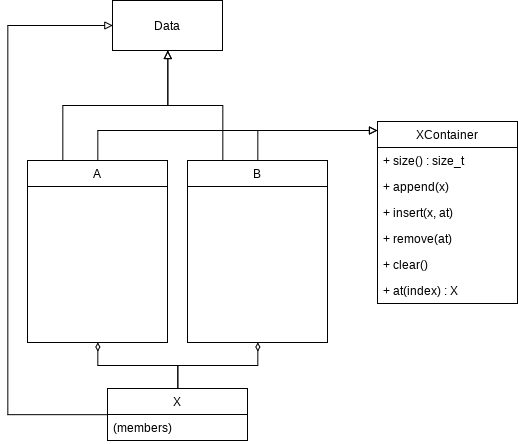 Data
XContainer
+ size() : size_t
+ append(x)
+ insert(x, at)
+ remove(at)
+ clear()
+ at(index) : X
A
B
X
(members)